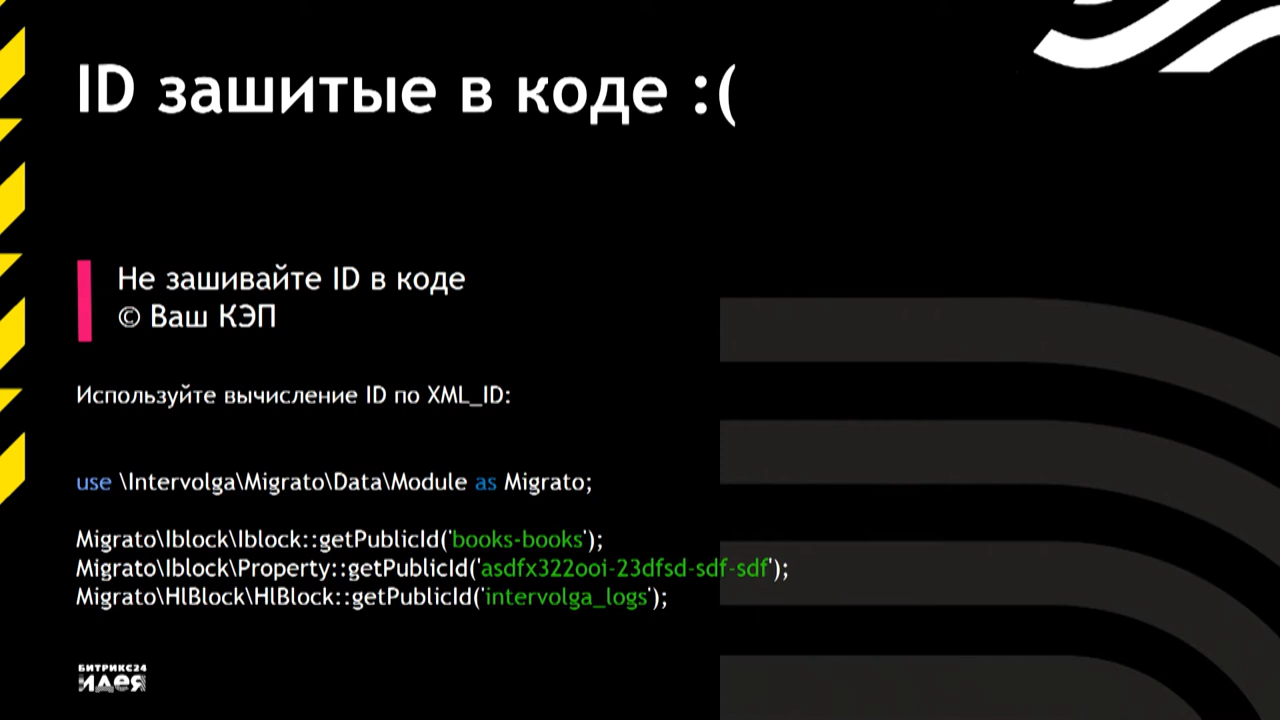 ID зашитые в коде :(
Не зашивайте ID в коде
© Ваш КЭП
Используйте вычисление ID по XML_ID:
use \Intervolga\Migrato\Data\Module as Migrato;
Migrato\Iblock\Iblock::getPublicId('books-books');
Migrato\Iblock\Property::getPublicId('asdfx322ooi-23dfsd-sdf-sdf');
Migrato\HlBlock\HlBlock::getPublicId('intervolga_logs');
БИТРИКС24
идея